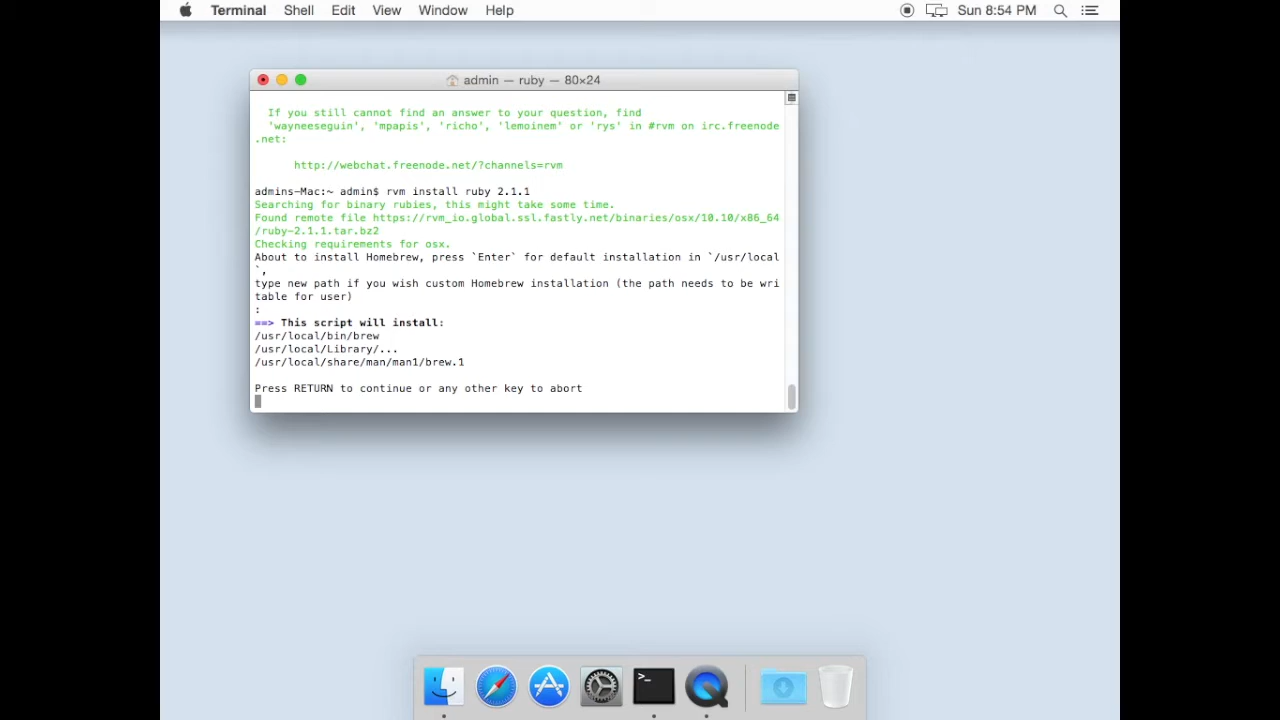 Terminal Shell Edit View Window Help Sun 8:54 PM
admin — ruby — 80×24
If you still cannot find an answer to your question, find
'wayneeseguin', 'mpapis', 'richo', 'lemoinem' or 'rys' in #rvm on irc.freenode
.net:
http://webchat.freenode.net/?channels=rvm
admins-Mac:~ admin$ rvm install ruby 2.1.1
Searching for binary rubies, this might take some time.
Found remote file https://rvm_io.global.ssl.fastly.net/binaries/osx/10.10/x86_64
/ruby-2.1.1.tar.bz2
Checking requirements for osx.
About to install Homebrew, press `Enter` for default installation in `/usr/local
`,
type new path if you wish custom Homebrew installation (the path needs to be wri
table for user)
:
==> This script will install:
/usr/local/bin/brew
/usr/local/Library/...
/usr/local/share/man/man1/brew.1
Press RETURN to continue or any other key to abort
>_